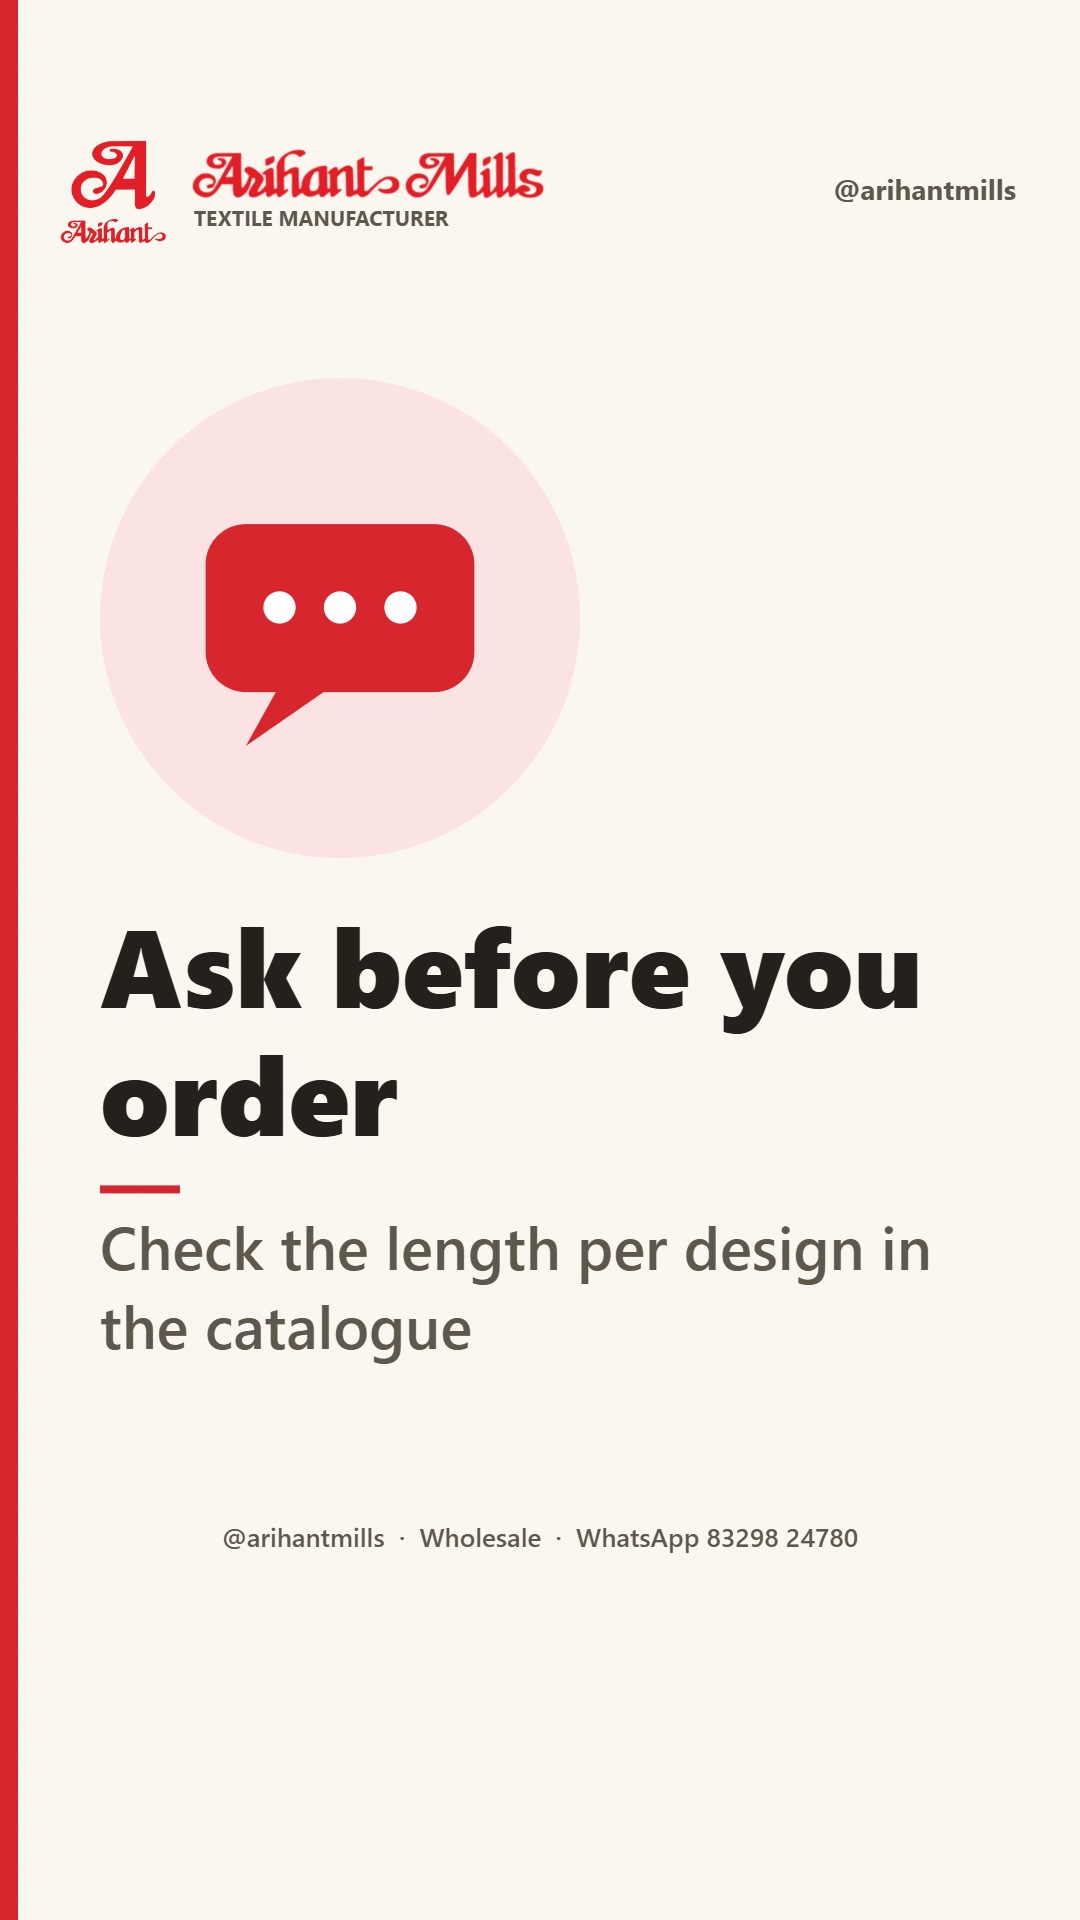 A
Arihant
Arihant Mills
TEXTILE MANUFACTURER
@arihantmills
Ask before you
order
Check the length per design in
the catalogue
@arihantmills · Wholesale · WhatsApp 83298 24780